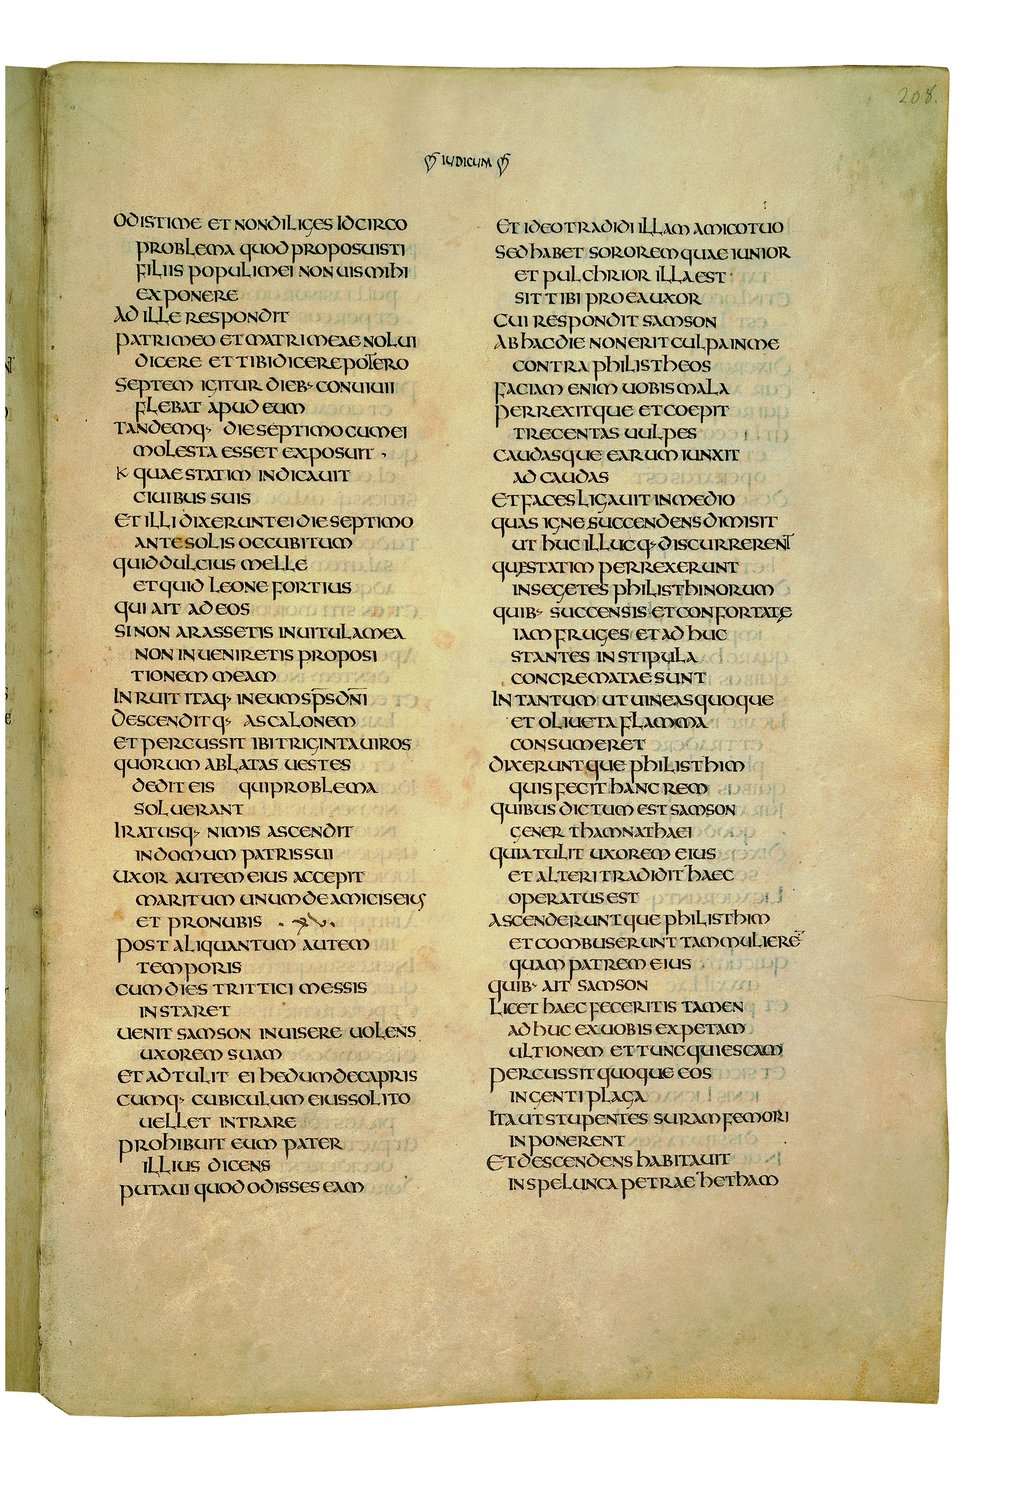 208.
IUDICUM
ODISTI ME ET NON DILIGES IDCIRCO
PROBLEMA QUOD PROPOSUISTI
FILIIS POPULI MEI NON UIS MIHI
EXPONERE
AD ILLE RESPONDIT
PATRI MEO ET MATRI MEAE NOLUI
DICERE ET TIBI DICERE POTERO
SEPTEM IGITUR DIEB· CONUIUII
FLEBAT APUD EUM
TANDEMQ· DIE SEPTIMO CUM EI
MOLESTA ESSET EXPOSUIT
K QUAE STATIM INDICAUIT
CIUIBUS SUIS
ET ILLI DIXERUNT EI DIE SEPTIMO
ANTE SOLIS OCCUBITUM
QUID DULCIUS MELLE
ET QUID LEONE FORTIUS
QUI AIT AD EOS
SI NON ARASSETIS IN UITULA MEA
NON INUENIRETIS PROPOSI
TIONEM MEAM
INRUIT ITAQ· IN EUM SP̄S DN̄I
DESCENDITQ· ASCALONEM
ET PERCUSSIT IBI TRIGINTA UIROS
QUORUM ABLATAS UESTES
DEDIT EIS QUI PROBLEMA
SOLUERANT
IRATUSQ· NIMIS ASCENDIT
IN DOMUM PATRIS SUI
UXOR AUTEM EIUS ACCEPIT
MARITUM UNUM DE AMICIS EIUS
ET PRONUBIS
POST ALIQUANTUM AUTEM
TEMPORIS
CUM DIES TRITTICI MESSIS
INSTARET
UENIT SAMSON INUISERE UOLENS
UXOREM SUAM
ET ADTULIT EI HEDUM DE CAPRIS
CUMQ· CUBICULUM EIUS SOLITO
UELLET INTRARE
PROHIBUIT EUM PATER
ILLIUS DICENS
PUTAUI QUOD ODISSES EAM
ET IDEO TRADIDI ILLAM AMICO TUO
SED HABET SOROREM QUAE IUNIOR
ET PULCHRIOR ILLA EST
SIT TIBI PRO EA UXOR
CUI RESPONDIT SAMSON
AB HAC DIE NON ERIT CULPA IN ME
CONTRA PHILISTHEOS
FACIAM ENIM UOBIS MALA
PERREXITQUE ET COEPIT
TRECENTAS UULPES
CAUDASQUE EARUM IUNXIT
AD CAUDAS
ET FACES LIGAUIT IN MEDIO
QUAS IGNE SUCCENDENS DIMISIT
UT HUC ILLUCQ· DISCURRERENT
QUE STATIM PERREXERUNT
IN SEGETES PHILISTHINORUM
QUIB· SUCCENSIS ET CONFORTATE
IAM FRUGES ET ADHUC
STANTES IN STIPULA
CONCREMATAE SUNT
IN TANTUM UT UINEAS QUOQUE
ET OLIUETA FLAMMA
CONSUMERET
DIXERUNTQUE PHILISTHIM
QUIS FECIT HANC REM
QUIBUS DICTUM EST SAMSON
GENER THAMNATHAEI
QUIA TULIT UXOREM EIUS
ET ALTERI TRADIDIT HAEC
OPERATUS EST
ASCENDERUNTQUE PHILISTHIM
ET COMBUSERUNT TAM MULIERĒ
QUAM PATREM EIUS
QUIB· AIT SAMSON
LICET HAEC FECERITIS TAMEN
ADHUC EX UOBIS EXPETAM
ULTIONEM ET TUNC QUIESCAM
PERCUSSITQUOQUE EOS
INGENTI PLAGA
ITA UT STUPENTES SURAM FEMORI
INPONERENT
ET DESCENDENS HABITAUIT
IN SPELUNCA PETRAE HETHAM